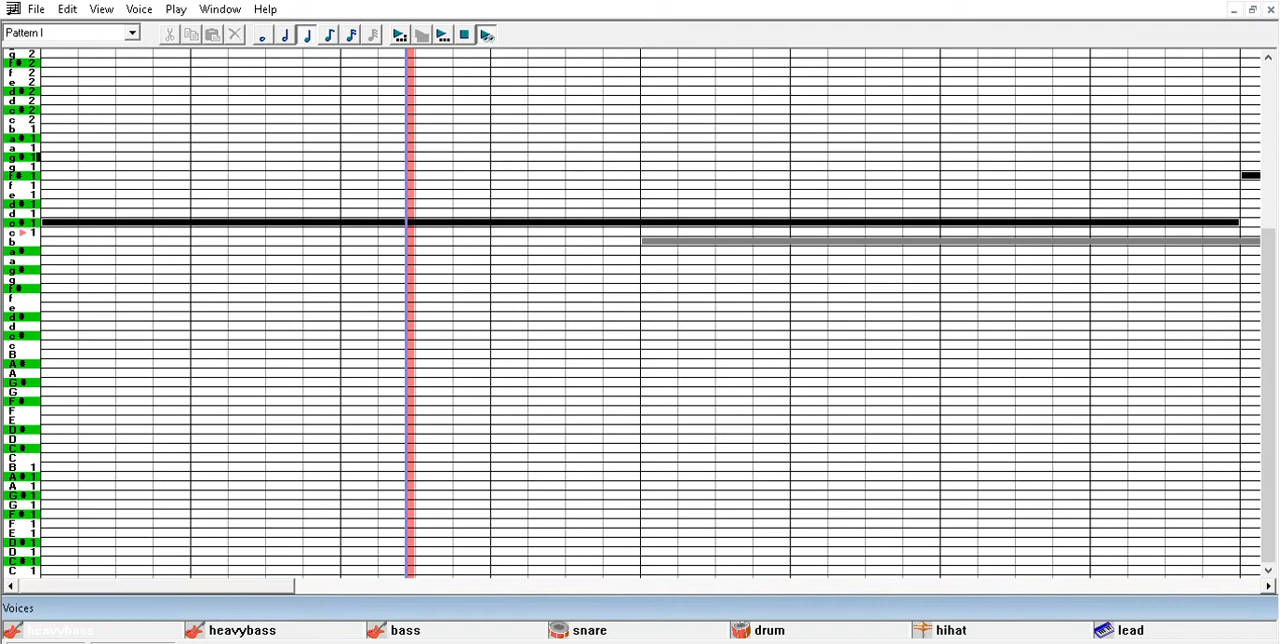 File Edit View Voice Play Window Help
Pattern I
g 2
f# 2
f 2
e 2
d# 2
d 2
c# 2
c 2
b 1
a# 1
a 1
g# 1
g 1
f# 1
f 1
e 1
d# 1
d 1
c# 1
c 1
b
a#
a
g#
g
f#
f
e
d#
d
c#
c
B
A#
A
G#
G
F#
F
E
D#
D
C#
C
B 1
A# 1
A 1
G# 1
G 1
F# 1
F 1
E 1
D# 1
D 1
C# 1
C 1
Voices
heavybass heavybass bass snare drum hihat lead